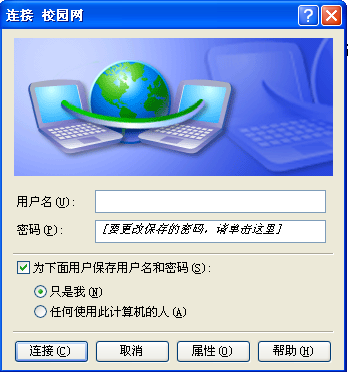 连接 校园网
用户名(U):
密码(P): [要更改保存的密码，请单击这里]
为下面用户保存用户名和密码(S):
只是我(N)
任何使用此计算机的人(A)
连接(C) 取消 属性(O) 帮助(H)